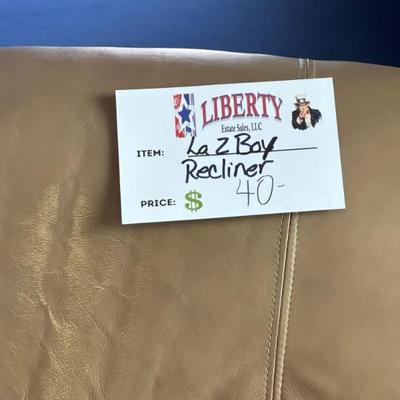 LIBERTY
Estate Sales, LLC
ITEM: La Z Boy
Recliner
PRICE: $ 40-